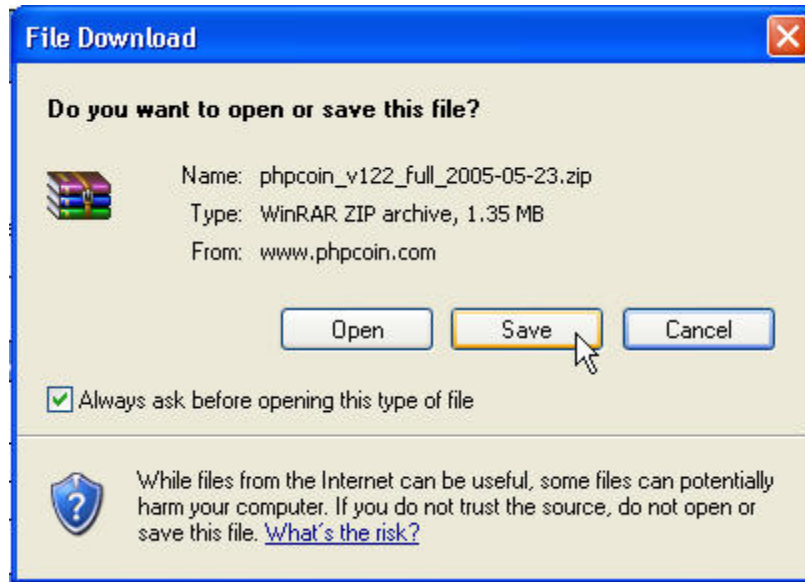 File Download
Do you want to open or save this file?
Name: phpcoin_v122_full_2005-05-23.zip
Type: WinRAR ZIP archive, 1.35 MB
From: www.phpcoin.com
Open Save Cancel
Always ask before opening this type of file
While files from the Internet can be useful, some files can potentially
harm your computer. If you do not trust the source, do not open or
save this file. What's the risk?